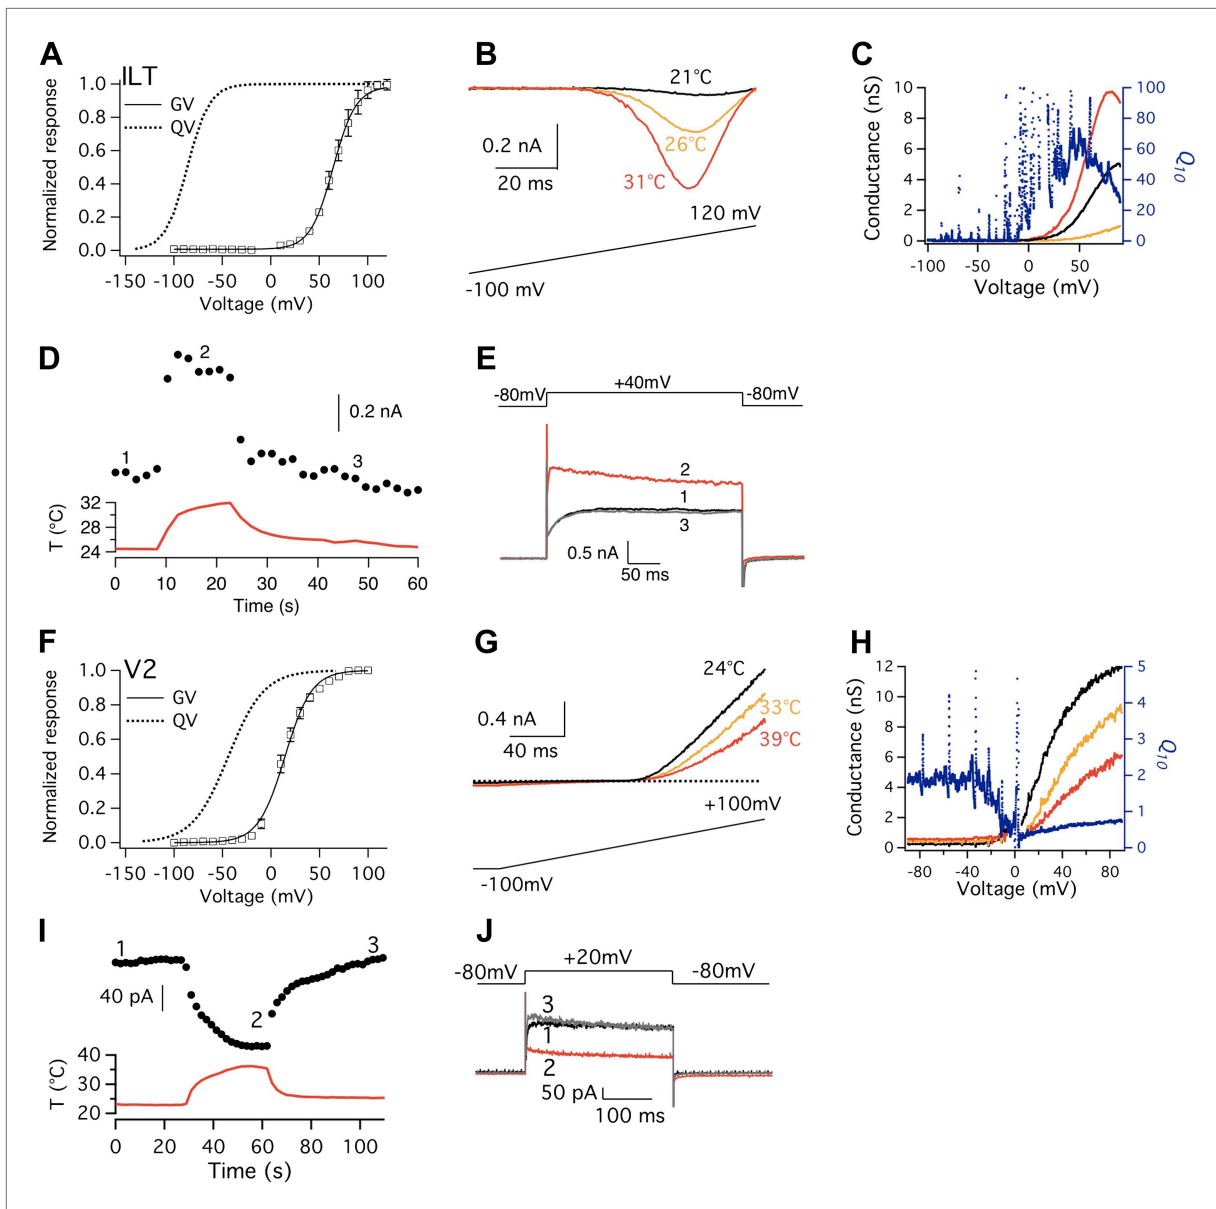 A
ILT
GV
QV
Normalized response
1.0
0.8
0.6
0.4
0.2
0.0
-150 -100 -50 0 50 100
Voltage (mV)
B
21°C
26°C
31°C
0.2 nA
20 ms
120 mV
-100 mV
C
Conductance (nS)
10
8
6
4
2
0
100
80
60
40
20
0
Q10
-100 -50 0 50
Voltage (mV)
D
1
2
3
0.2 nA
T (°C)
32
28
24
0 10 20 30 40 50 60
Time (s)
E
-80mV +40mV -80mV
2
1
3
0.5 nA
50 ms
F
V2
GV
QV
Normalized response
1.0
0.8
0.6
0.4
0.2
0.0
-150 -100 -50 0 50 100
Voltage (mV)
G
24°C
33°C
39°C
0.4 nA
40 ms
+100mV
-100mV
H
Conductance (nS)
12
10
8
6
4
2
0
5
4
3
2
1
0
Q10
-80 -40 0 40 80
Voltage (mV)
I
1
2
3
40 pA
T (°C)
40
30
20
0 20 40 60 80 100
Time (s)
J
-80mV +20mV -80mV
3
1
2
50 pA
100 ms